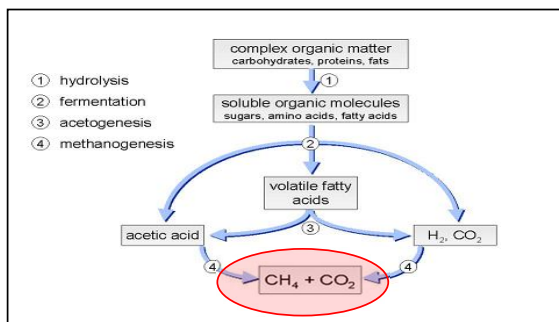 complex organic matter
carbohydrates, proteins, fats
① hydrolysis
② fermentation
③ acetogenesis
④ methanogenesis
①
soluble organic molecules
sugars, amino acids, fatty acids
②
volatile fatty
acids
acetic acid
③
H₂, CO₂
④
④
CH₄ + CO₂